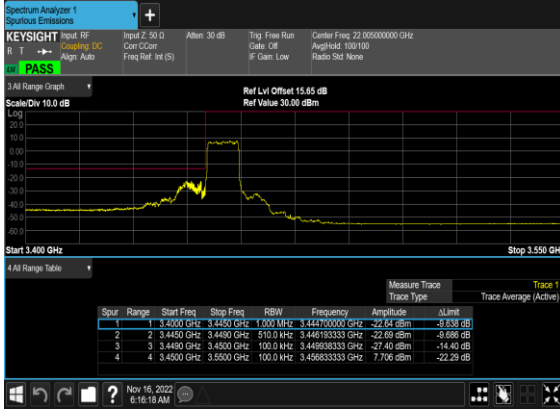 Spectrum Analyzer 1
Spurious Emissions
+
KEYSIGHT Input: RF Input Z: 50 Ω Atten: 30 dB Trig: Free Run Center Freq: 22.005000000 GHz
R T Coupling: DC Corr CCorr Gate: Off Avg|Hold: 100/100
Align: Auto Freq Ref: Int (S) IF Gain: Low Radio Std: None
LXI PASS
3 All Range Graph
Ref Lvl Offset 15.65 dB
Scale/Div 10.0 dB Ref Value 30.00 dBm
Log
20.0
10.0
0.00
-10.0
-20.0
-30.0
-40.0
-50.0
-60.0
Start 3.400 GHz Stop 3.550 GH
4 All Range Table
Measure Trace Trace 1
Trace Type Trace Average (Active)
Spur Range Start Freq Stop Freq RBW Frequency Amplitude ΔLimit
1 1 3.4000 GHz 3.4450 GHz 1.000 MHz 3.444700000 GHz -22.64 dBm -9.638 dB
2 2 3.4450 GHz 3.4490 GHz 510.0 kHz 3.446193333 GHz -22.69 dBm -9.686 dB
3 3 3.4490 GHz 3.4500 GHz 100.0 kHz 3.449938333 GHz -27.40 dBm -14.40 dB
4 4 3.4500 GHz 3.5500 GHz 100.0 kHz 3.456833333 GHz 7.706 dBm -22.29 dB
? Nov 16, 2022
6:16:18 AM